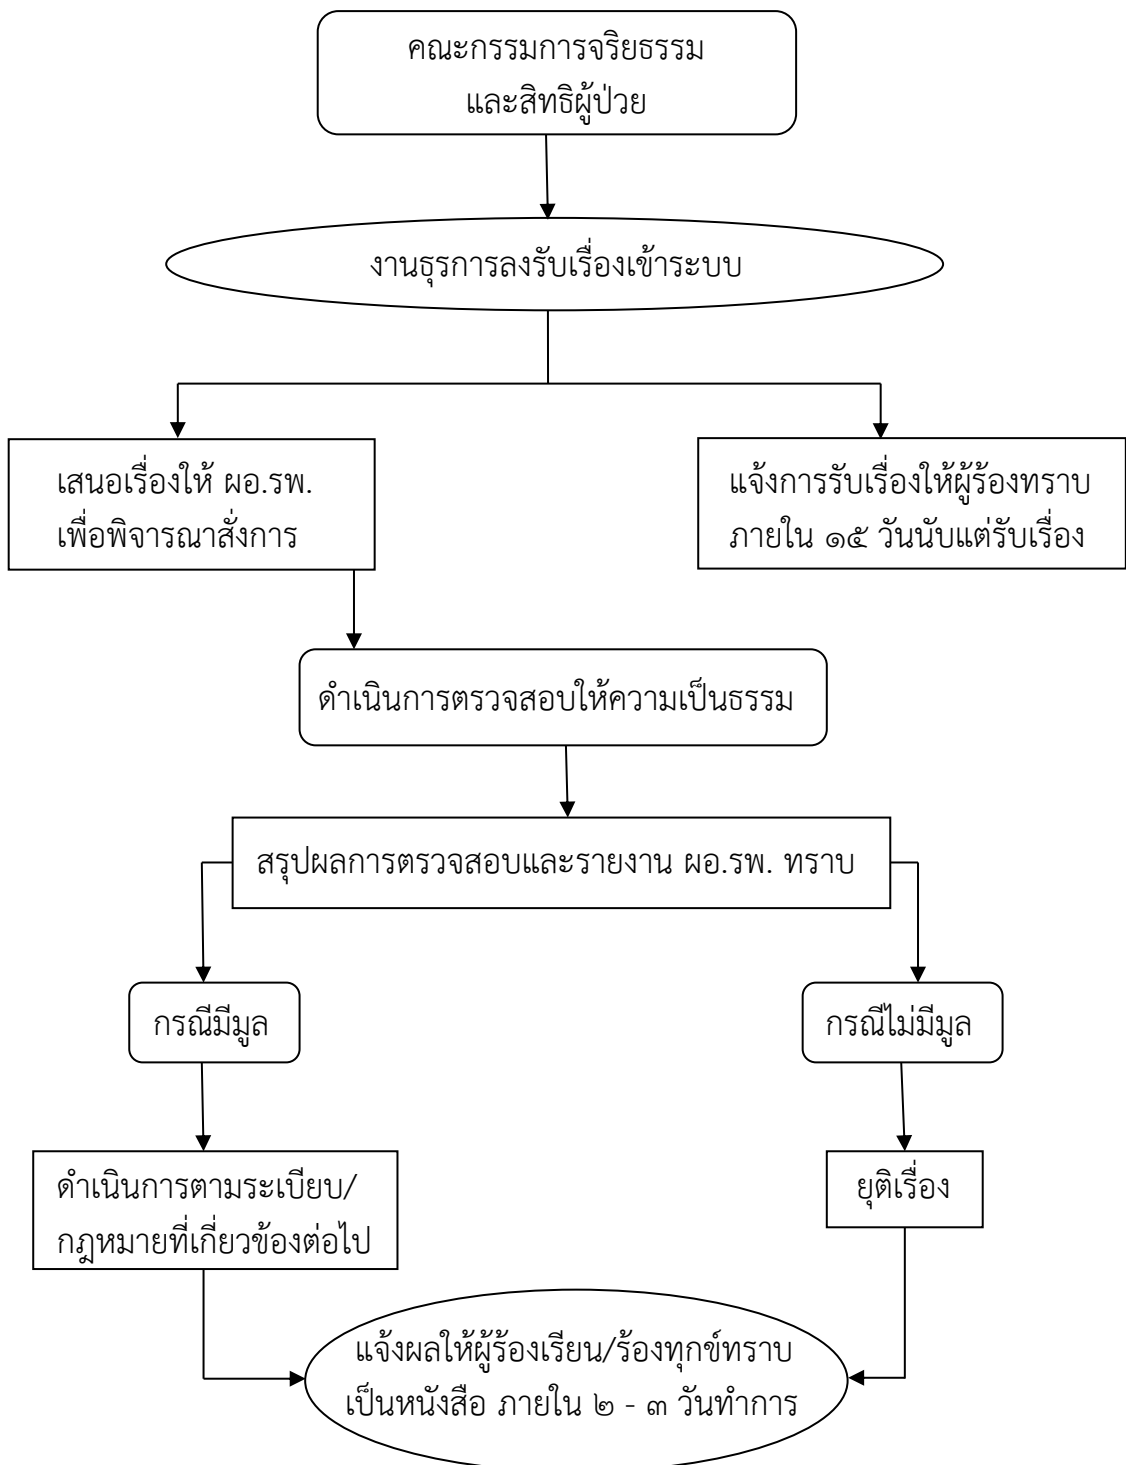 คณะกรรมการจริยธรรม
และสิทธิผู้ป่วย
งานธุรการลงรับเรื่องเข้าระบบ
เสนอเรื่องให้ ผอ.รพ.
เพื่อพิจารณาสั่งการ
แจ้งการรับเรื่องให้ผู้ร้องทราบ
ภายใน ๑๕ วันนับแต่รับเรื่อง
ดำเนินการตรวจสอบให้ความเป็นธรรม
สรุปผลการตรวจสอบและรายงาน ผอ.รพ. ทราบ
กรณีมีมูล
กรณีไม่มีมูล
ดำเนินการตามระเบียบ/
กฎหมายที่เกี่ยวข้องต่อไป
ยุติเรื่อง
แจ้งผลให้ผู้ร้องเรียน/ร้องทุกข์ทราบ
เป็นหนังสือ ภายใน ๒ - ๓ วันทำการ